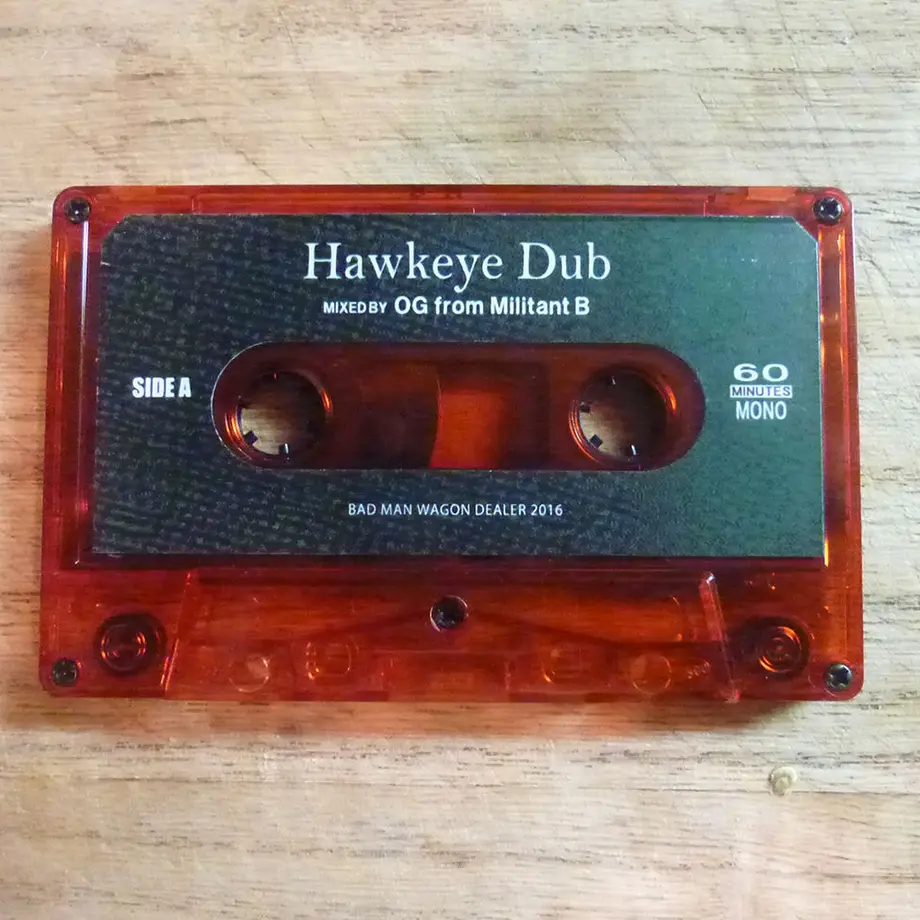 Hawkeye Dub
MIXED BY OG from Militant B
SIDE A
60
MINUTES
MONO
BAD MAN WAGON DEALER 2016